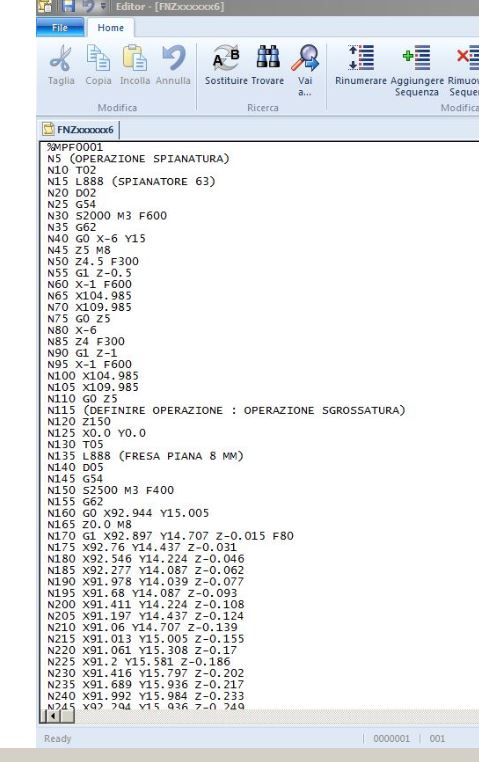 Editor - [FNZxxxxxx6]
File Home
Taglia Copia Incolla Annulla Sostituire Trovare Vai a... Rinumerare Aggiungere Sequenza
Modifica Ricerca
FNZxxxxxx6
%MPF0001
N5 (OPERAZIONE SPIANATURA)
N10 T02
N15 L888 (SPIANATORE 63)
N20 D02
N25 G54
N30 S2000 M3 F600
N35 G62
N40 G0 X-6 Y15
N45 Z5 M8
N50 Z4.5 F300
N55 G1 Z-0.5
N60 X-1 F600
N65 X104.985
N70 X109.985
N75 G0 Z5
N80 X-6
N85 Z4 F300
N90 G1 Z-1
N95 X-1 F600
N100 X104.985
N105 X109.985
N110 G0 Z5
N115 (DEFINIRE OPERAZIONE : OPERAZIONE SGROSSATURA)
N120 Z150
N125 X0.0 Y0.0
N130 T05
N135 L888 (FRESA PIANA 8 MM)
N140 D05
N145 G54
N150 S2500 M3 F400
N155 G62
N160 G0 X92.944 Y15.005
N165 Z0.0 M8
N170 G1 X92.897 Y14.707 Z-0.015 F80
N175 X92.76 Y14.437 Z-0.031
N180 X92.546 Y14.224 Z-0.046
N185 X92.277 Y14.087 Z-0.062
N190 X91.978 Y14.039 Z-0.077
N195 X91.68 Y14.087 Z-0.093
N200 X91.411 Y14.224 Z-0.108
N205 X91.197 Y14.437 Z-0.124
N210 X91.06 Y14.707 Z-0.139
N215 X91.013 Y15.005 Z-0.155
N220 X91.061 Y15.308 Z-0.17
N225 X91.2 Y15.581 Z-0.186
N230 X91.416 Y15.797 Z-0.202
N235 X91.689 Y15.936 Z-0.217
N240 X91.992 Y15.984 Z-0.233
N245 X92.294 Y15.936 Z-0.249
Ready 0000001 001